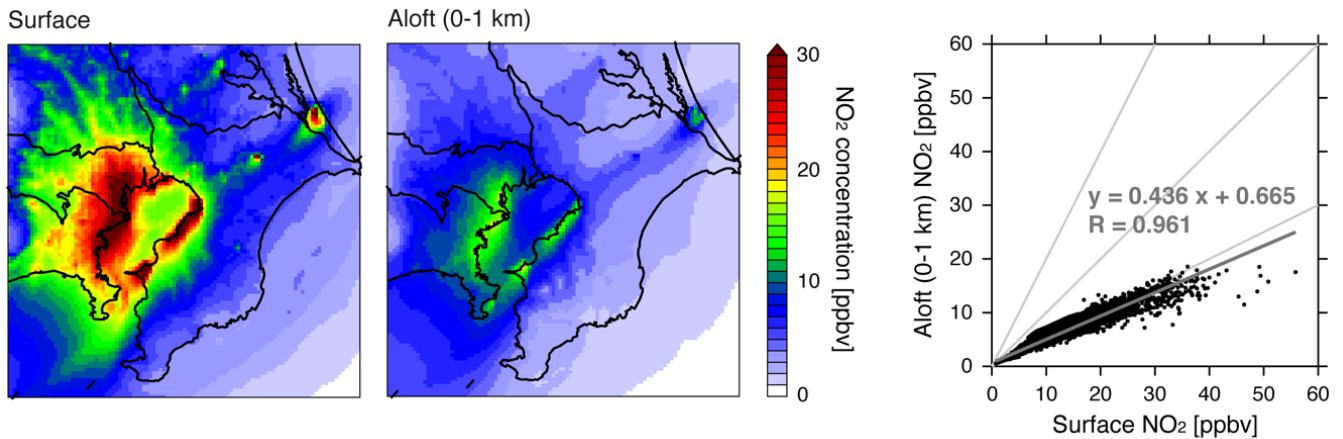 Surface
Aloft (0-1 km)
30
20
10
0
NO₂ concentration [ppbv]
60
50
40
30
20
10
0
Aloft (0-1 km) NO₂ [ppbv]
y = 0.436 x + 0.665
R = 0.961
0 10 20 30 40 50 60
Surface NO₂ [ppbv]